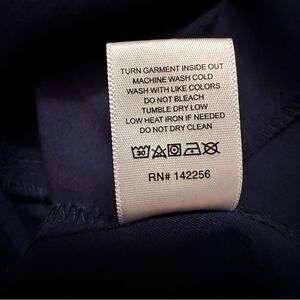 TURN GARMENT INSIDE OUT
MACHINE WASH COLD
WASH WITH LIKE COLORS
DO NOT BLEACH
TUMBLE DRY LOW
LOW HEAT IRON IF NEEDED
DO NOT DRY CLEAN
30
RN# 142256